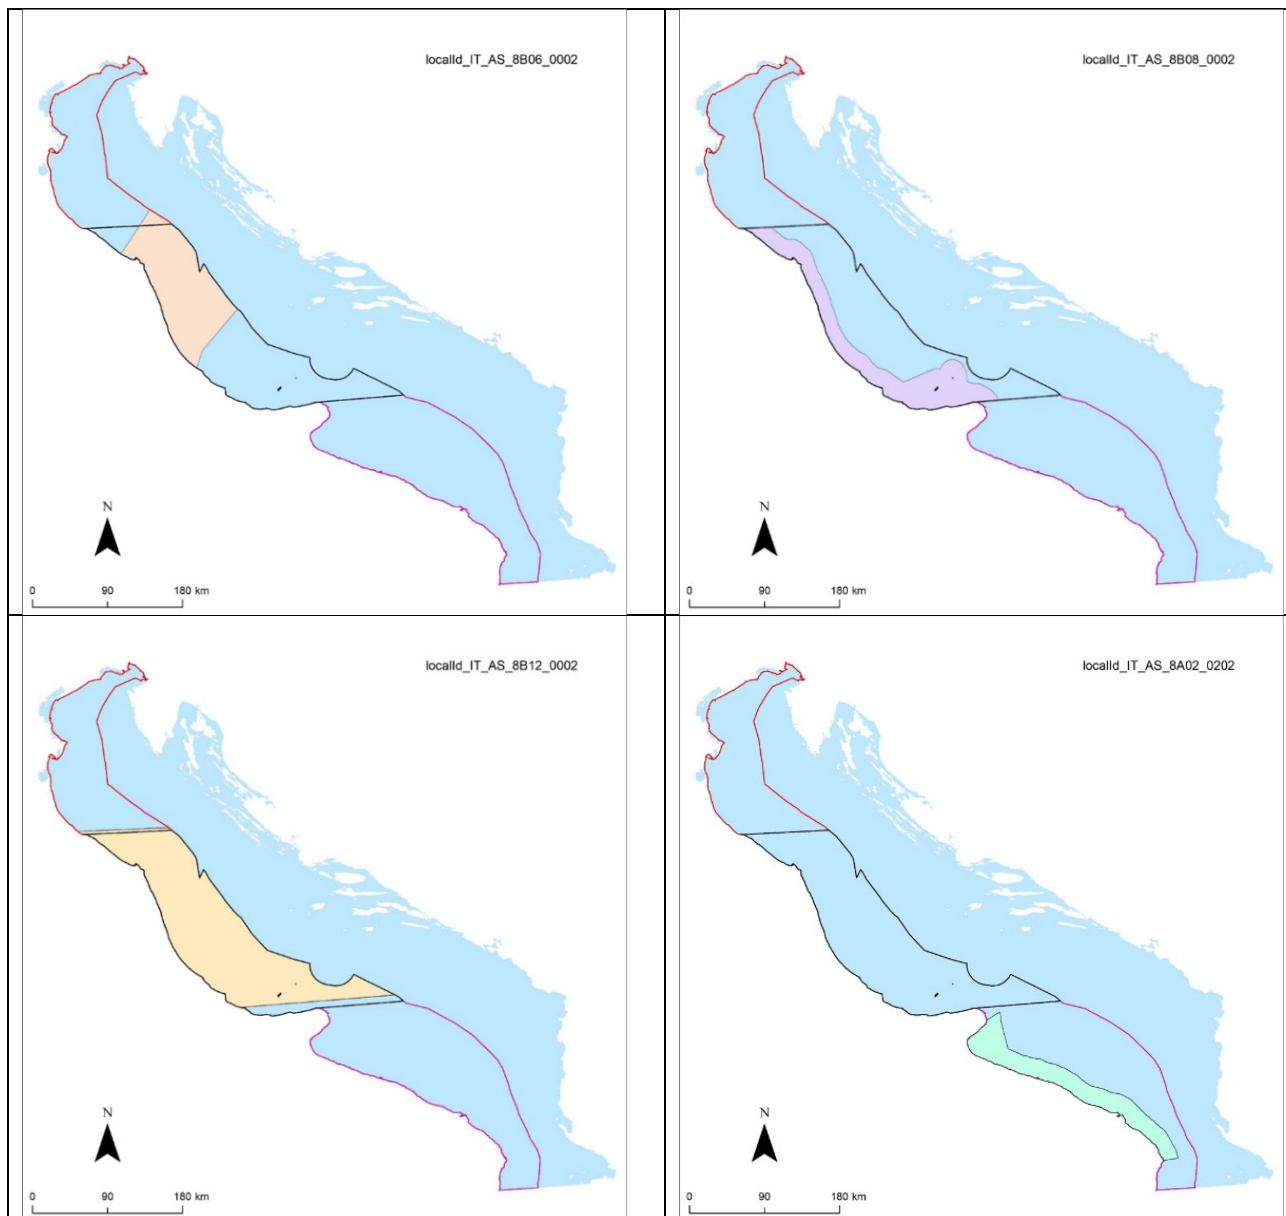 localId_IT_AS_8B06_0002
N
0 90 180 km
localId_IT_AS_8B08_0002
N
0 90 180 km
localId_IT_AS_8B12_0002
N
0 90 180 km
localId_IT_AS_8A02_0202
N
0 90 180 km